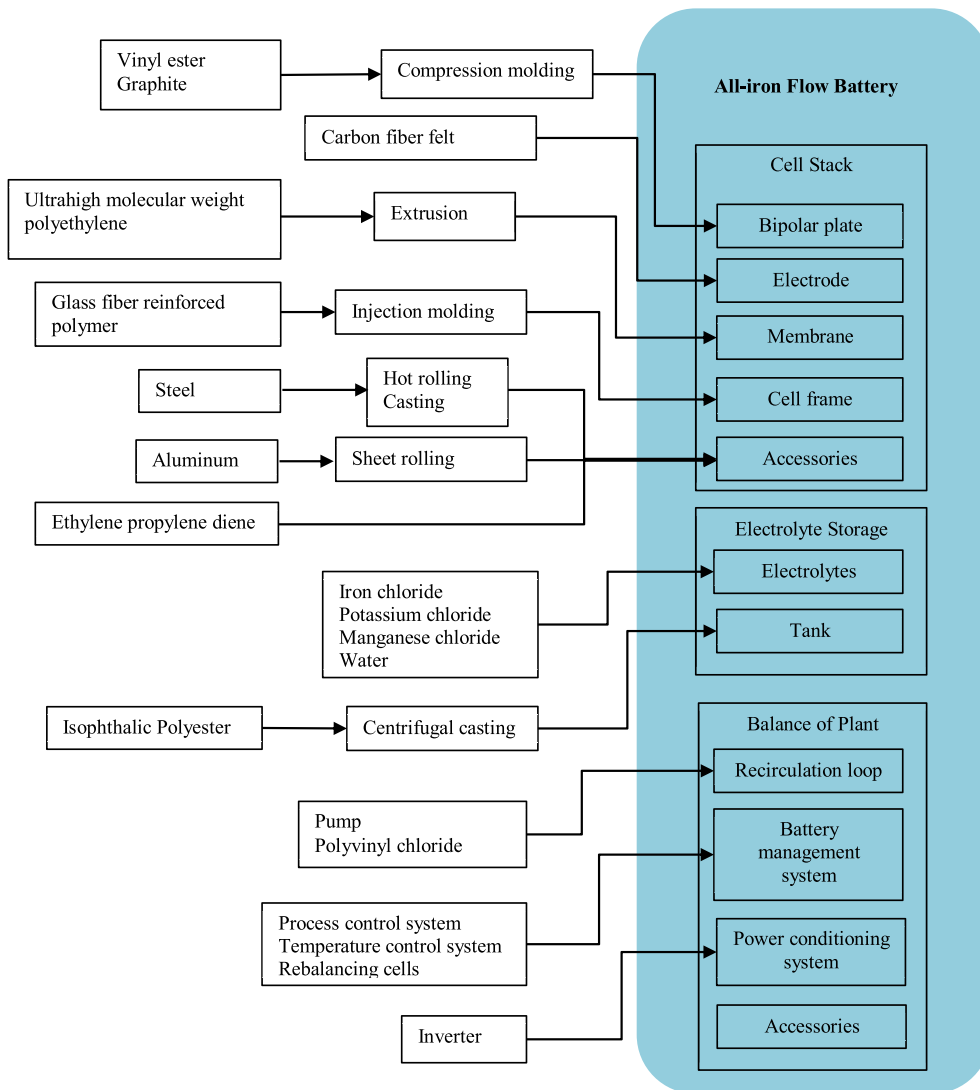 Vinyl ester
Graphite
Compression molding
All-iron Flow Battery
Carbon fiber felt
Cell Stack
Ultrahigh molecular weight
polyethylene
Extrusion
Bipolar plate
Electrode
Glass fiber reinforced
polymer
Injection molding
Membrane
Steel
Hot rolling
Casting
Cell frame
Aluminum
Sheet rolling
Accessories
Ethylene propylene diene
Electrolyte Storage
Iron chloride
Potassium chloride
Manganese chloride
Water
Electrolytes
Tank
Isophthalic Polyester
Centrifugal casting
Balance of Plant
Recirculation loop
Pump
Polyvinyl chloride
Battery
management
system
Process control system
Temperature control system
Rebalancing cells
Power conditioning
system
Inverter
Accessories